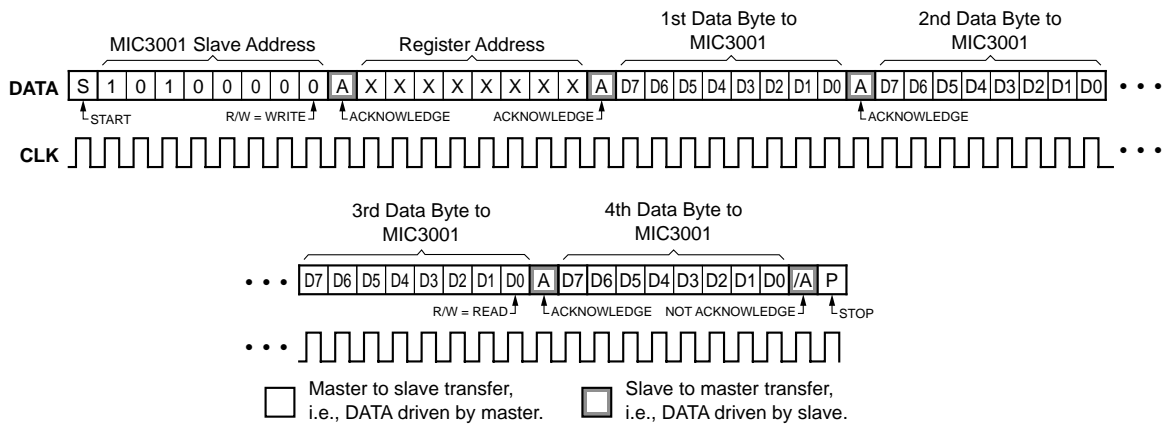 1st Data Byte to
MIC3001
2nd Data Byte to
MIC3001
MIC3001 Slave Address
Register Address
DATA S 1 0 1 0 0 0 0 0 A X X X X X X X X A D7 D6 D5 D4 D3 D2 D1 D0 A D7 D6 D5 D4 D3 D2 D1 D0 • • •
START
R/W = WRITE
ACKNOWLEDGE
ACKNOWLEDGE
ACKNOWLEDGE
CLK • • •
3rd Data Byte to
MIC3001
4th Data Byte to
MIC3001
• • • D7 D6 D5 D4 D3 D2 D1 D0 A D7 D6 D5 D4 D3 D2 D1 D0 /A P
R/W = READ
ACKNOWLEDGE
NOT ACKNOWLEDGE
STOP
• • •
Master to slave transfer,
i.e., DATA driven by master.
Slave to master transfer,
i.e., DATA driven by slave.